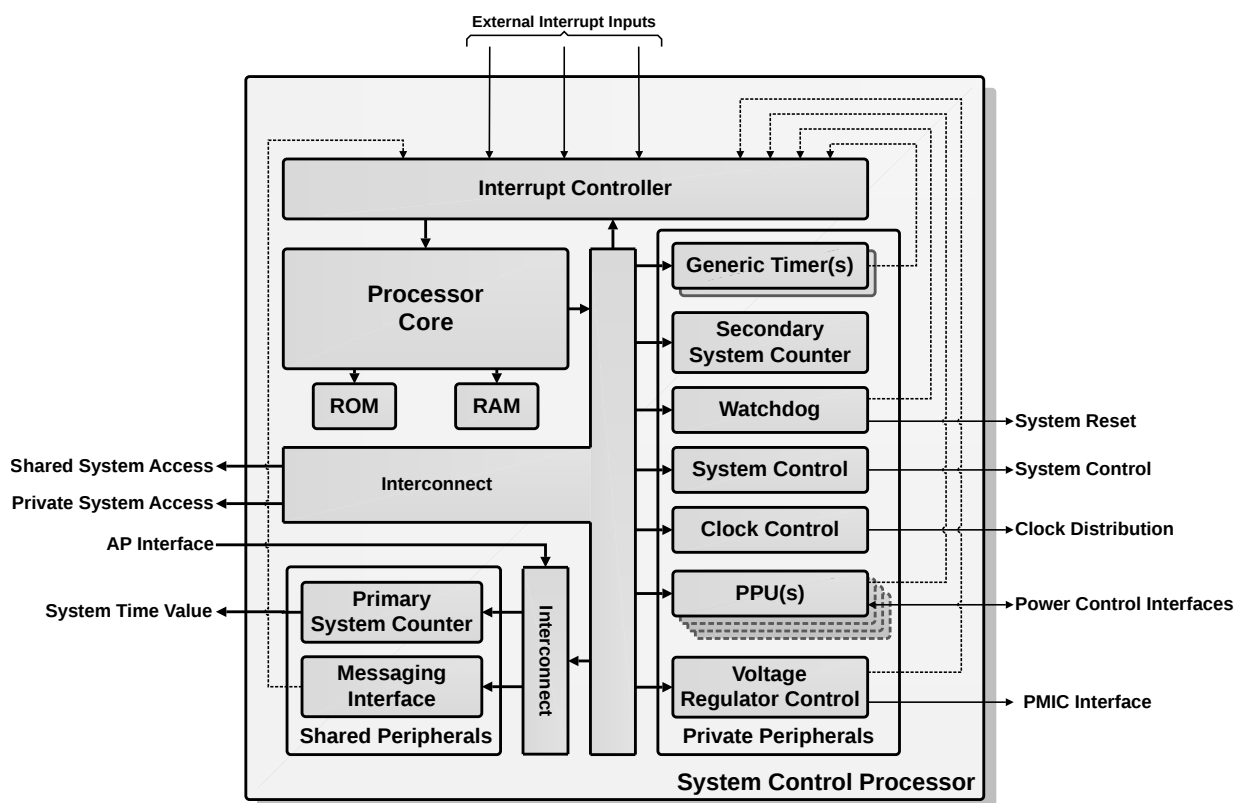 External Interrupt Inputs
Interrupt Controller
Processor
Core
ROM
RAM
Generic Timer(s)
Secondary
System Counter
Watchdog
System Reset
Shared System Access
Private System Access
Interconnect
System Control
System Control
Clock Control
Clock Distribution
AP Interface
PPU(s)
Power Control Interfaces
System Time Value
Primary
System Counter
Interconnect
Messaging
Interface
Voltage
Regulator Control
PMIC Interface
Shared Peripherals
Private Peripherals
System Control Processor